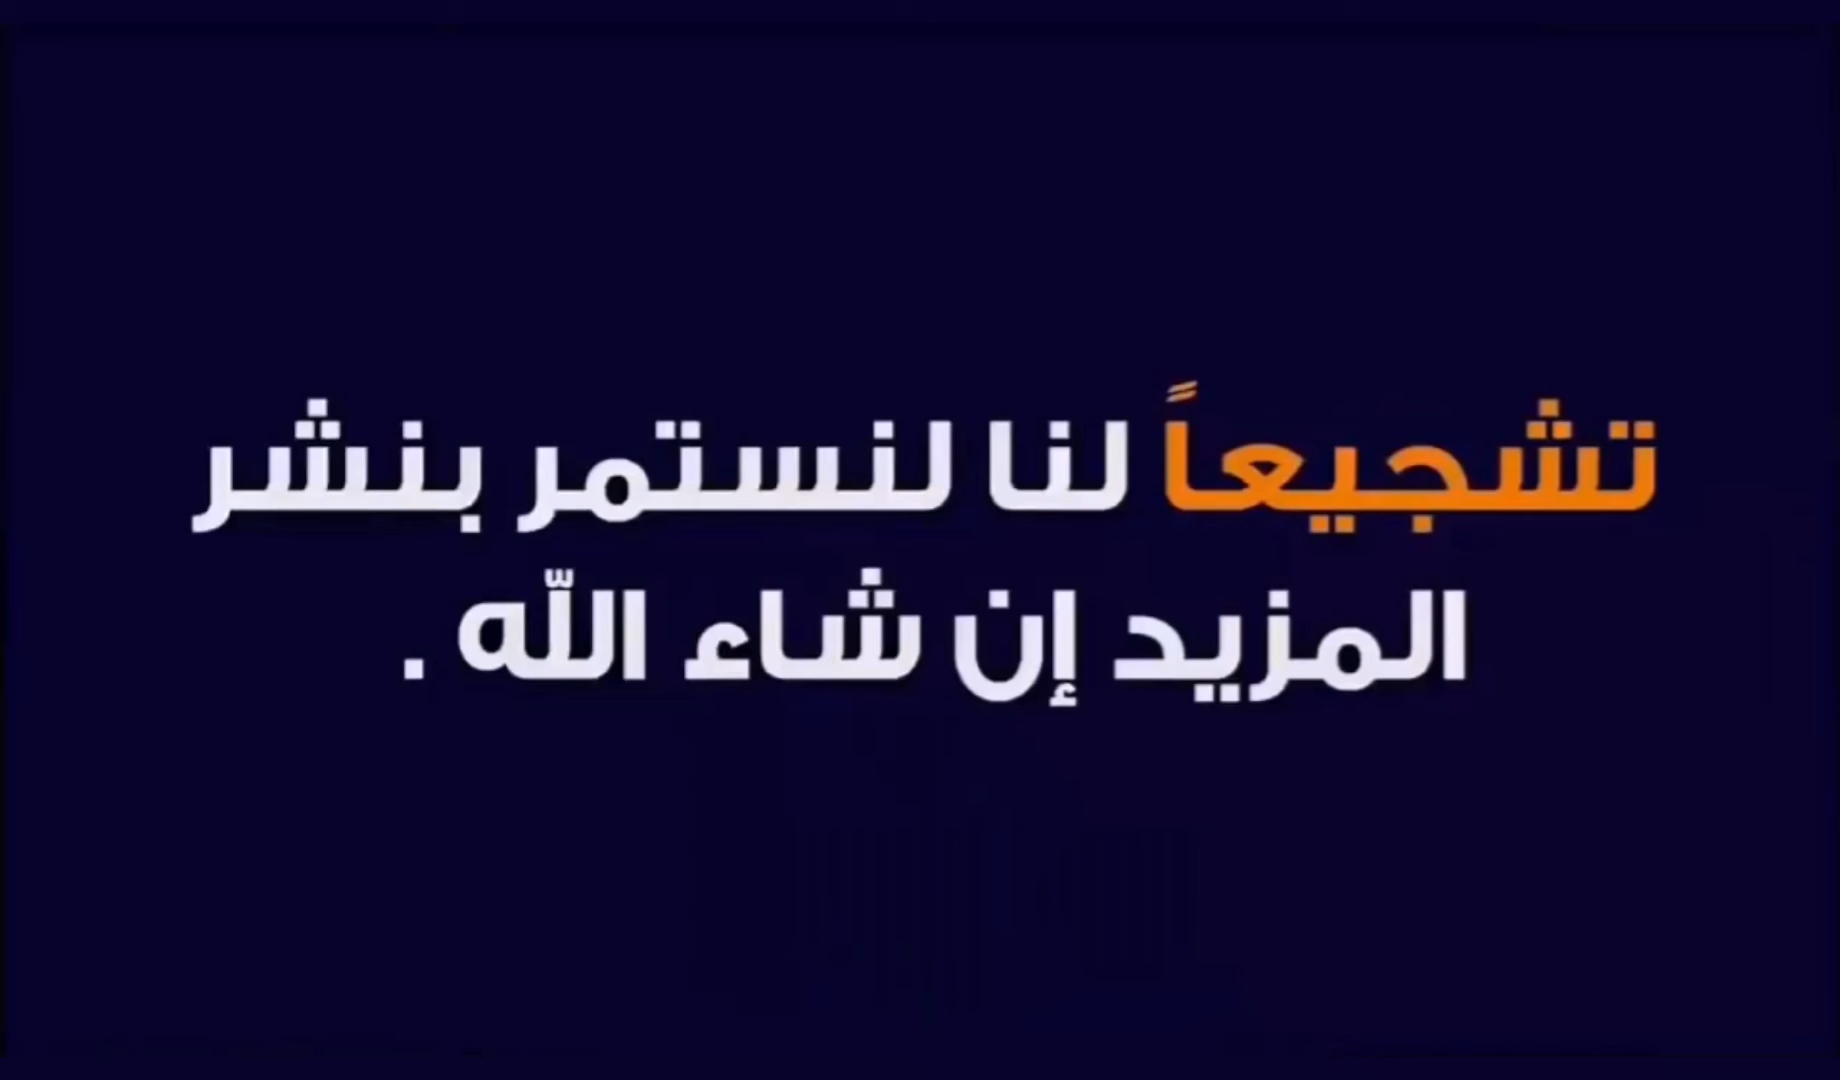 تشجيعاً لنا لنستمر بنشر
المزيد إن شاء اللّه .